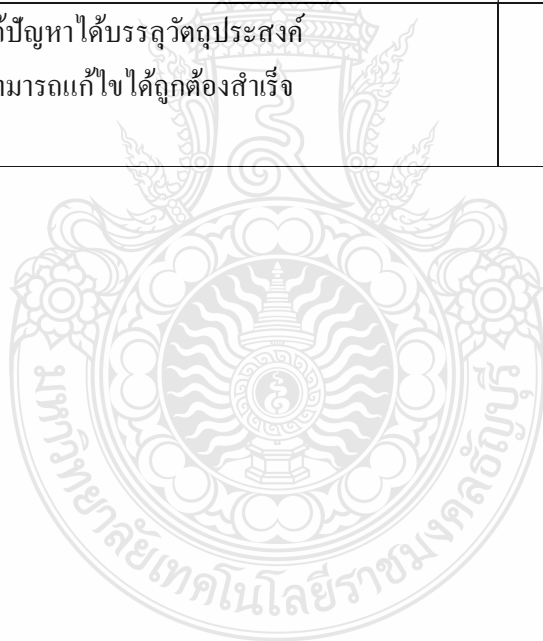 ก้ปัญหาได้บรรลุวัตถุประสงค์
ามารถแก้ไขได้ถูกต้องสำเร็จ
มหาวิทยาลัยเทคโนโลยีราชมงคลธัญบุรี